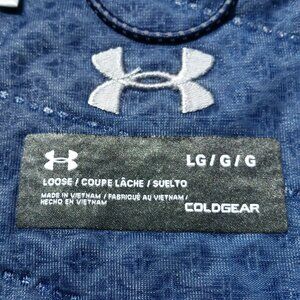 LG / G / G
LOOSE / COUPE LÂCHE / SUELTO
MADE IN VIETNAM / FABRIQUÉ AU VIETNAM /
HECHO EN VIETNAM
COLDGEAR